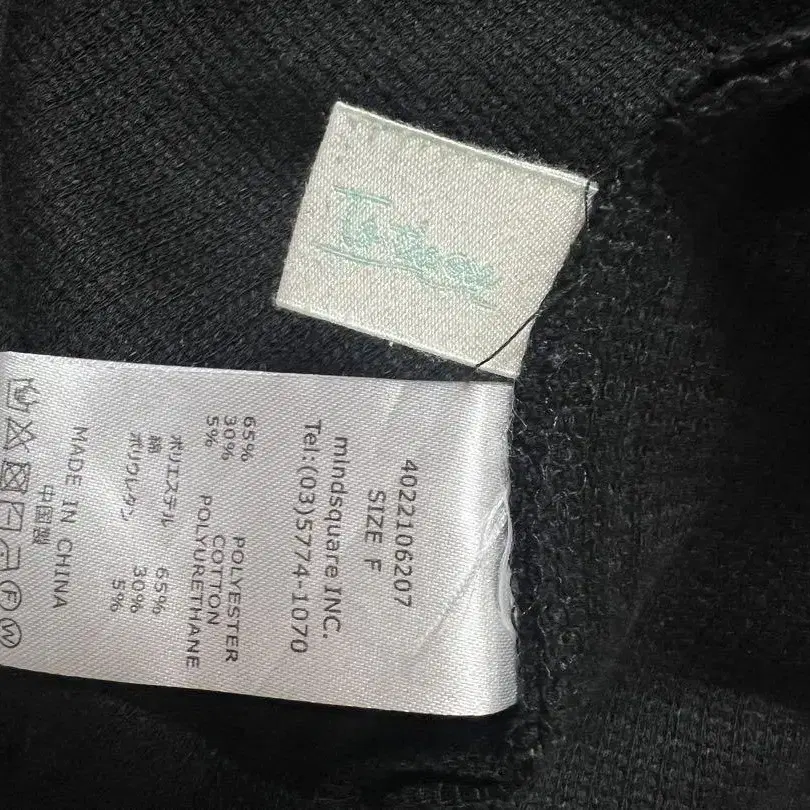 4022106207
SIZE F
mindsquare INC.
Tel:(03)5774-1070
65% POLYESTER
30% COTTON
5% POLYURETHANE
ポリエステル 65%
綿 30%
ポリウレタン 5%
MADE IN CHINA
中国製
F
W